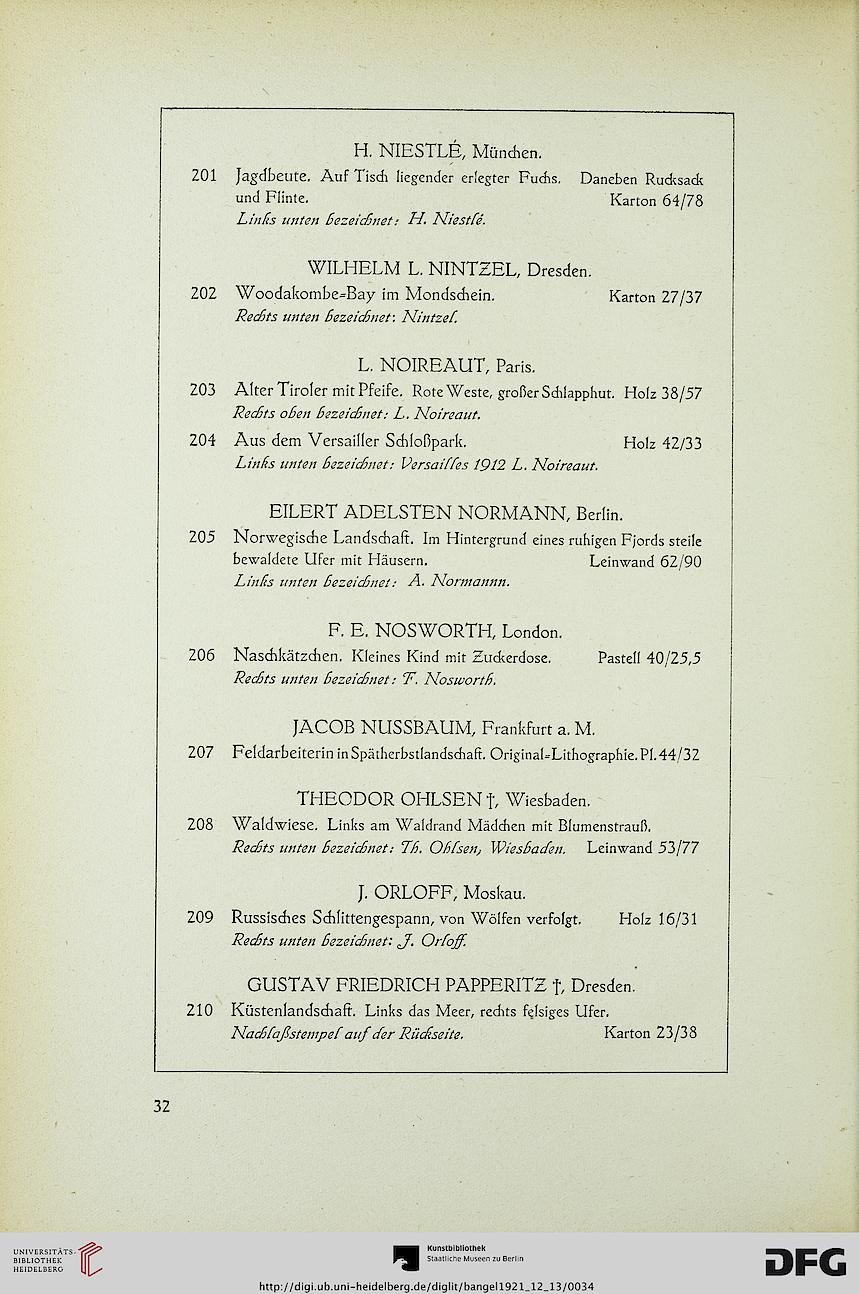 H. NIESTLÉ, München.
201 Jagdbeute. Auf Tisch liegender erlegter Fuchs. Daneben Rucksack
und Flinte. Karton 64/78
Links unten bezeichnet: H. Niestlé.
WILHELM L. NINTZEL, Dresden.
202 Woodakombe=Bay im Mondschein. Karton 27/37
Rechts unten bezeichnet: Nintzel.
L. NOIREAUT, Paris.
203 Alter Tiroler mit Pfeife. Rote Weste, großer Schlapphut. Holz 38/57
Rechts oben bezeichnet: L. Noireaut.
204 Aus dem Versailler Schloßpark. Holz 42/33
Links unten bezeichnet: Versailles 1912 L. Noireaut.
EILERT ADELSTEN NORMANN, Berlin.
205 Norwegische Landschaft. Im Hintergrund eines ruhigen Fjords steile
bewaldete Ufer mit Häusern. Leinwand 62/90
Links unten bezeichnet: A. Normannn.
F. E. NOSWORTH, London.
206 Naschkätzchen. Kleines Kind mit Zuckerdose. Pastell 40/25,5
Rechts unten bezeichnet: F. Nosworth.
JACOB NUSSBAUM, Frankfurt a. M.
207 Feldarbeiterin in Spätherbstlandschaft. Original=Lithographie. Pl. 44/32
THEODOR OHLSEN †, Wiesbaden.
208 Waldwiese. Links am Waldrand Mädchen mit Blumenstrauß.
Rechts unten bezeichnet: Th. Ohlsen, Wiesbaden. Leinwand 53/77
J. ORLOFF, Moskau.
209 Russisches Schlittengespann, von Wölfen verfolgt. Holz 16/31
Rechts unten bezeichnet: J. Orloff.
GUSTAV FRIEDRICH PAPPERITZ †, Dresden.
210 Küstenlandschaft. Links das Meer, rechts felsiges Ufer.
Nachlaßstempel auf der Rückseite. Karton 23/38
32
UNIVERSITÄTS-
BIBLIOTHEK
HEIDELBERG
Kunstbibliothek
Staatliche Museen zu Berlin
DFG
http://digi.ub.uni-heidelberg.de/diglit/bangel1921_12_13/0034